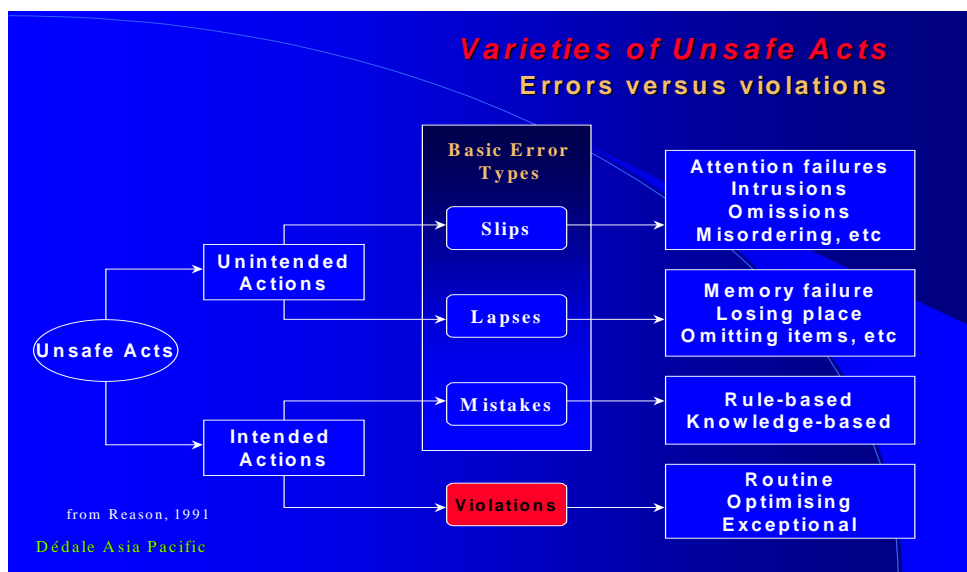 Varieties of Unsafe Acts
Errors versus violations
Basic Error
Types
Attention failures
Intrusions
Omissions
Misordering, etc
Slips
Unintended
Actions
Memory failure
Losing place
Omitting items, etc
Lapses
Unsafe Acts
Mistakes
Rule-based
Knowledge-based
Intended
Actions
Violations
Routine
Optimising
Exceptional
from Reason, 1991
Dédale Asia Pacific